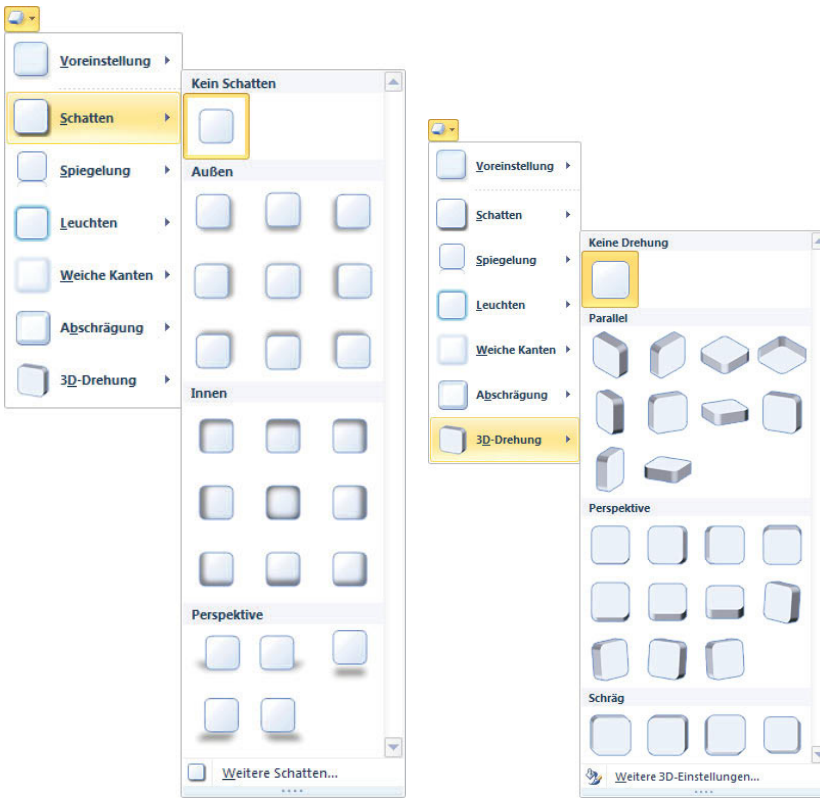 Voreinstellung
Schatten
Spiegelung
Leuchten
Weiche Kanten
Abschrägung
3D-Drehung
Kein Schatten
Außen
Innen
Perspektive
Weitere Schatten...
Voreinstellung
Schatten
Spiegelung
Leuchten
Weiche Kanten
Abschrägung
3D-Drehung
Keine Drehung
Parallel
Perspektive
Schräg
Weitere 3D-Einstellungen...